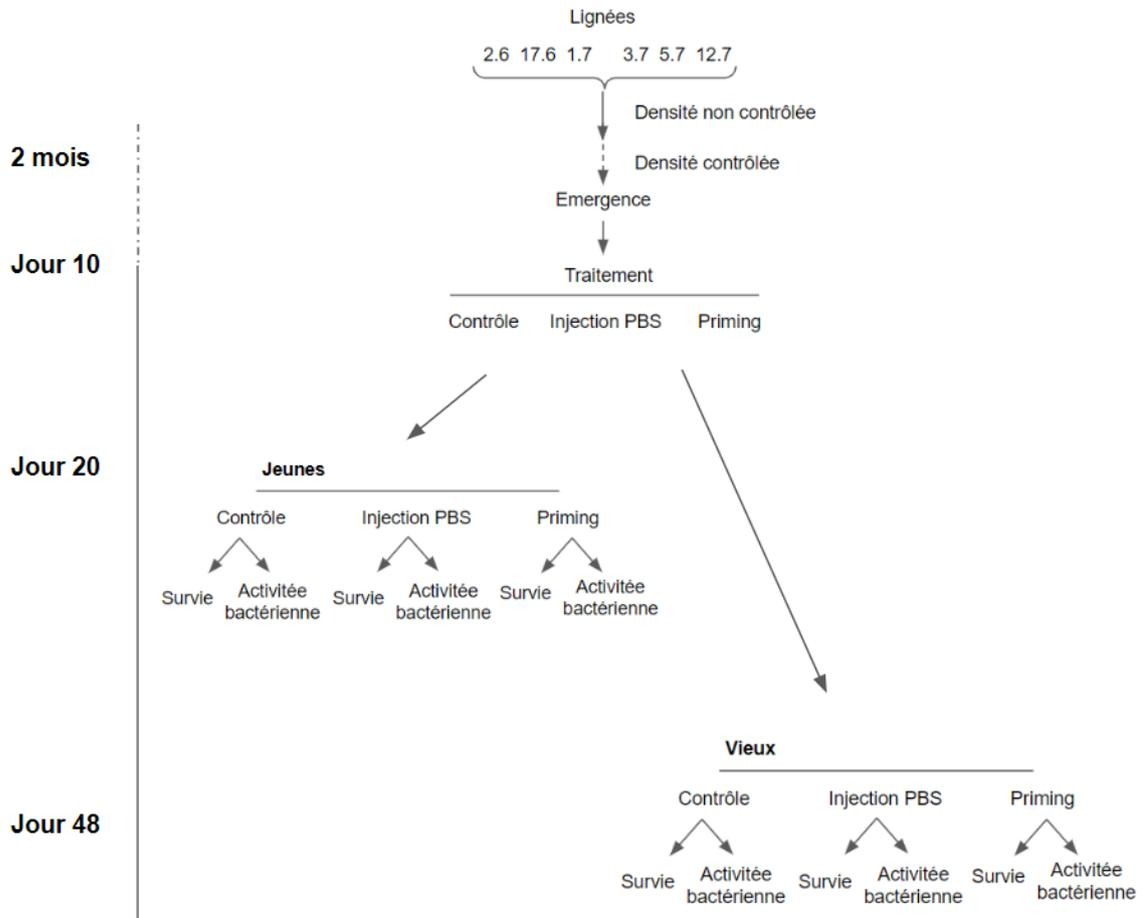 Lignées
2.6 17.6 1.7 3.7 5.7 12.7
Densité non contrôlée
2 mois
Densité contrôlée
Emergence
Jour 10
Traitement
Contrôle Injection PBS Priming
Jour 20
Jeunes
Contrôle Injection PBS Priming
Survie Activitée bactérienne Survie Activitée bactérienne Survie Activitée bactérienne
Vieux
Jour 48
Contrôle Injection PBS Priming
Survie Activitée bactérienne Survie Activitée bactérienne Survie Activitée bactérienne